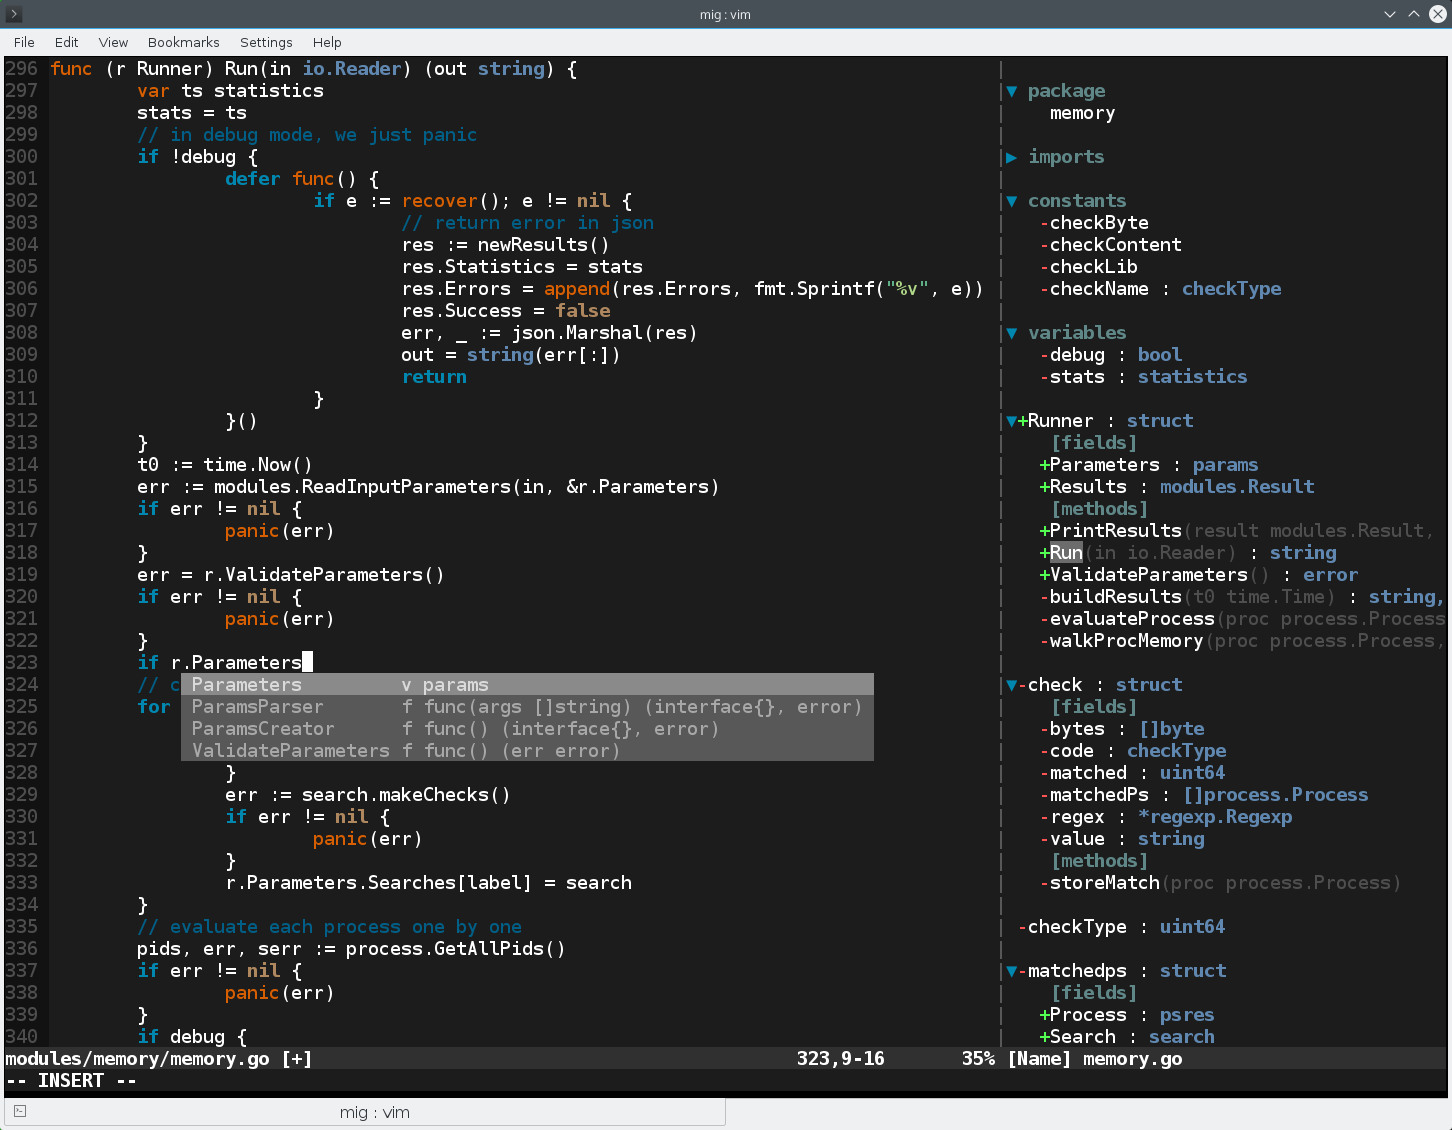 mig : vim
File Edit View Bookmarks Settings Help
296 func (r Runner) Run(in io.Reader) (out string) {
297         var ts statistics
298         stats = ts
299         // in debug mode, we just panic
300         if !debug {
301                 defer func() {
302                         if e := recover(); e != nil {
303                                 // return error in json
304                                 res := newResults()
305                                 res.Statistics = stats
306                                 res.Errors = append(res.Errors, fmt.Sprintf("%v", e))
307                                 res.Success = false
308                                 err, _ := json.Marshal(res)
309                                 out = string(err[:])
310                                 return
311                         }
312                 }()
313         }
314         t0 := time.Now()
315         err := modules.ReadInputParameters(in, &r.Parameters)
316         if err != nil {
317                 panic(err)
318         }
319         err = r.ValidateParameters()
320         if err != nil {
321                 panic(err)
322         }
323         if r.Parameters
324         // c
325         for
326
327
328                 }
329                 err := search.makeChecks()
330                 if err != nil {
331                         panic(err)
332                 }
333                 r.Parameters.Searches[label] = search
334         }
335         // evaluate each process one by one
336         pids, err, serr := process.GetAllPids()
337         if err != nil {
338                 panic(err)
339         }
340         if debug {
Parameters         v params
ParamsParser       f func(args []string) (interface{}, error)
ParamsCreator      f func() (interface{}, error)
ValidateParameters f func() (err error)
▼ package
    memory
▶ imports
▼ constants
   -checkByte
   -checkContent
   -checkLib
   -checkName : checkType
▼ variables
   -debug : bool
   -stats : statistics
▼+Runner : struct
    [fields]
   +Parameters : params
   +Results : modules.Result
    [methods]
   +PrintResults(result modules.Result,
   +Run(in io.Reader) : string
   +ValidateParameters() : error
   -buildResults(t0 time.Time) : string,
   -evaluateProcess(proc process.Process
   -walkProcMemory(proc process.Process,
▼-check : struct
    [fields]
   -bytes : []byte
   -code : checkType
   -matched : uint64
   -matchedPs : []process.Process
   -regex : *regexp.Regexp
   -value : string
    [methods]
   -storeMatch(proc process.Process)
 -checkType : uint64
▼-matchedps : struct
    [fields]
   +Process : psres
   +Search : search
modules/memory/memory.go [+] 323,9-16 35% [Name] memory.go
-- INSERT --
mig : vim